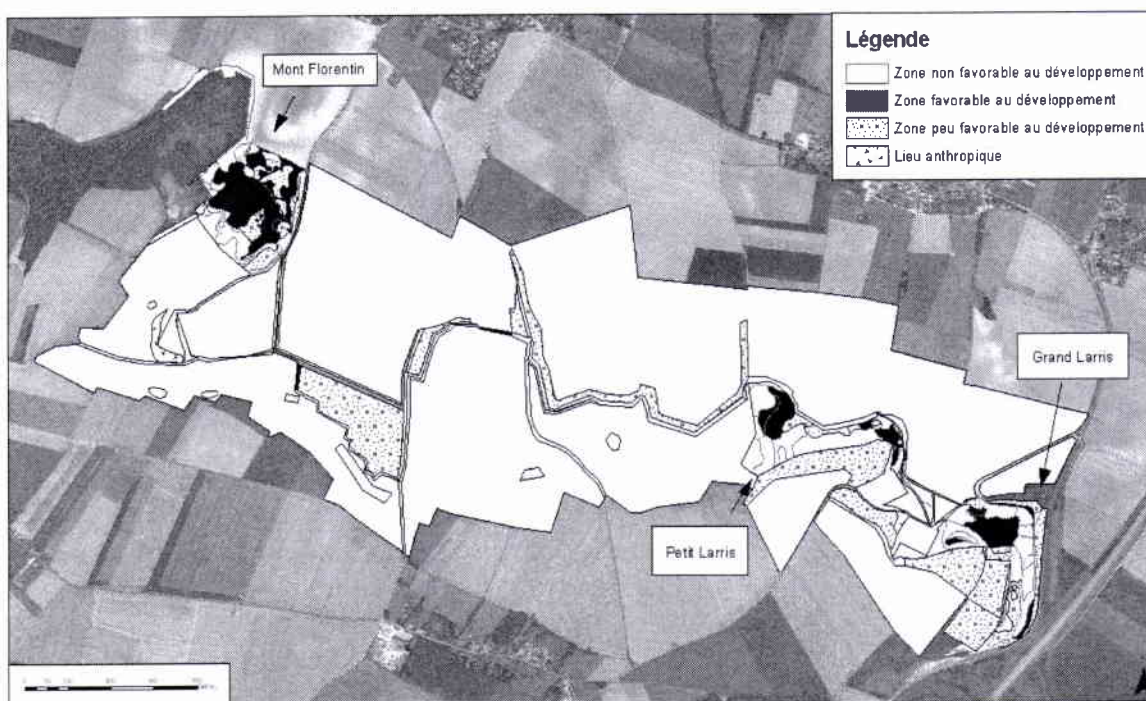 Légende
Zone non favorable au développement
Zone favorable au développement
Zone peu favorable au développement
Lieu anthropique
Mont Florentin
Grand Larris
Petit Larris